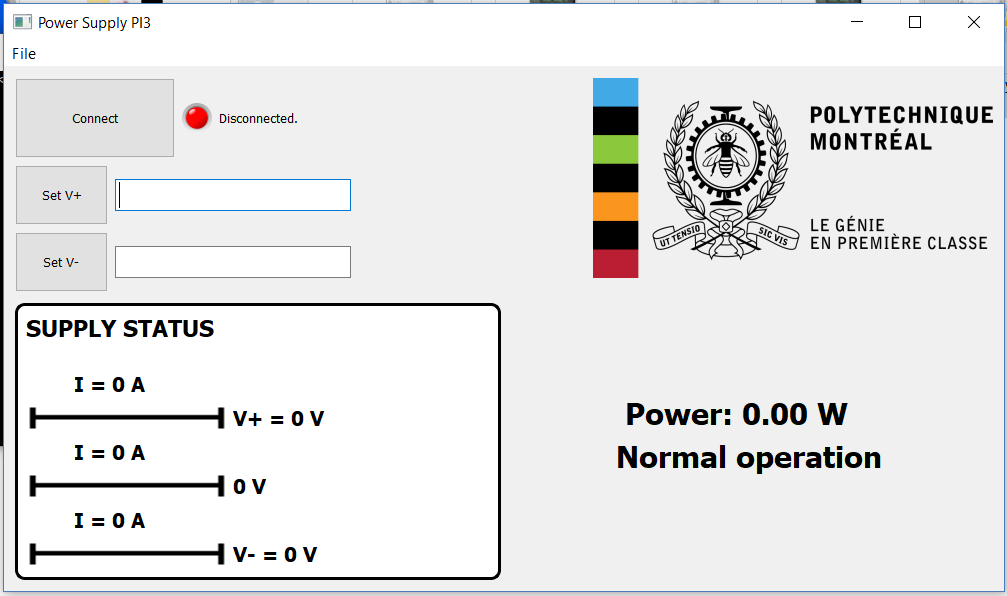 Power Supply PI3
File
Connect
Disconnected.
Set V+
Set V-
POLYTECHNIQUE
MONTRÉAL
UT TENSIO SIC VIS
LE GÉNIE
EN PREMIÈRE CLASSE
SUPPLY STATUS
I = 0 A
V+ = 0 V
I = 0 A
0 V
I = 0 A
V- = 0 V
Power: 0.00 W
Normal operation